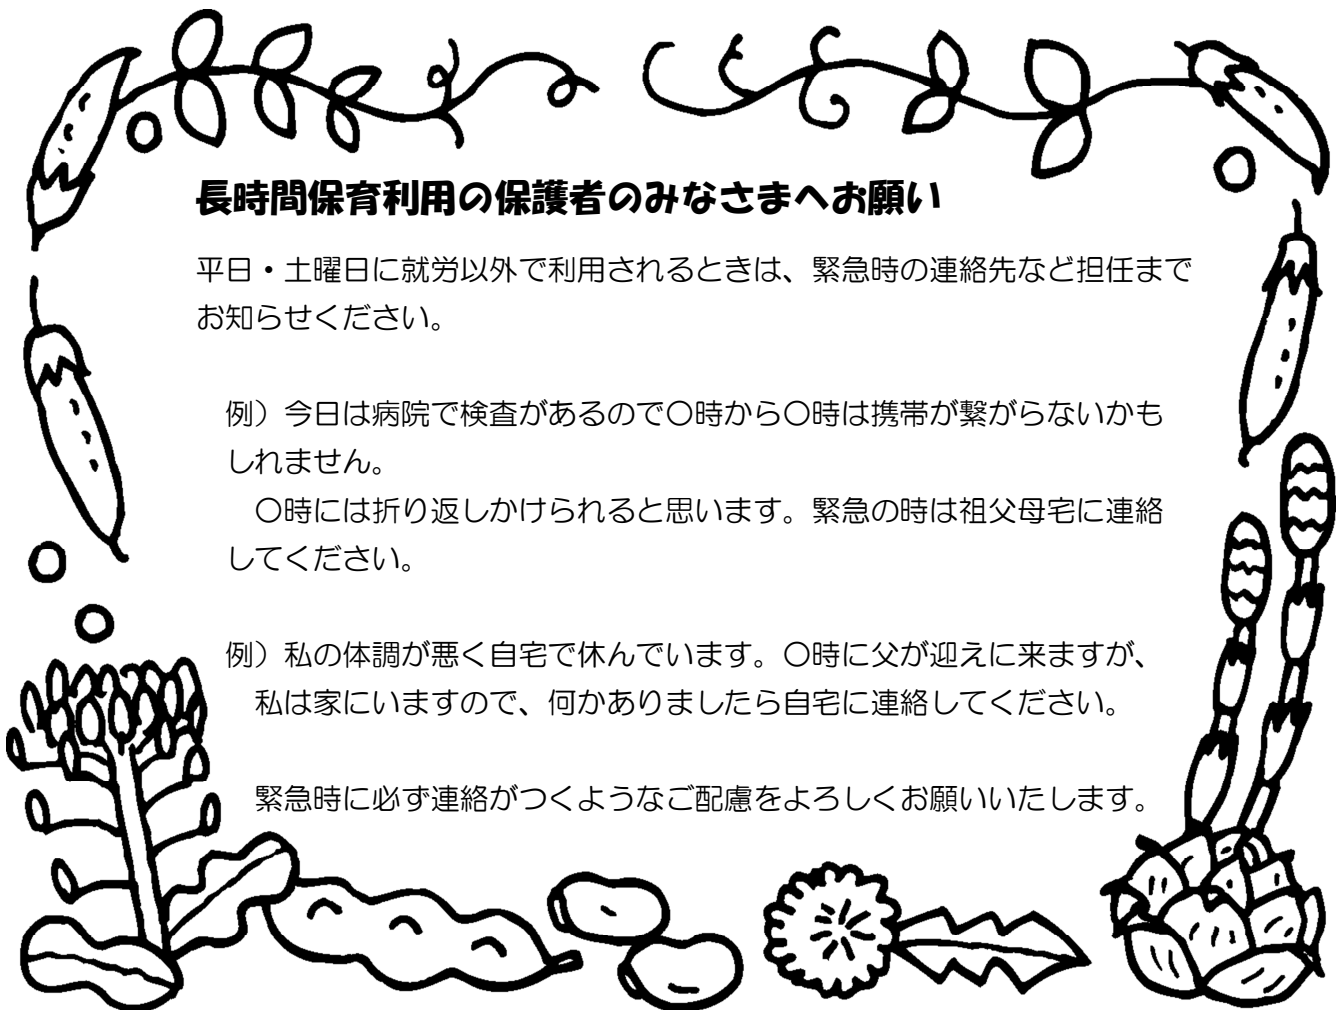 長時間保育利用の保護者のみなさまへお願い
平日・土曜日に就労以外で利用されるときは、緊急時の連絡先など担任まで
お知らせください。
例）今日は病院で検査があるので〇時から〇時は携帯が繋がらないかも
しれません。
〇時には折り返しかけられると思います。緊急の時は祖父母宅に連絡
してください。
例）私の体調が悪く自宅で休んでいます。〇時に父が迎えに来ますが、
私は家にいますので、何かありましたら自宅に連絡してください。
緊急時に必ず連絡がつくようなご配慮をよろしくお願いいたします。